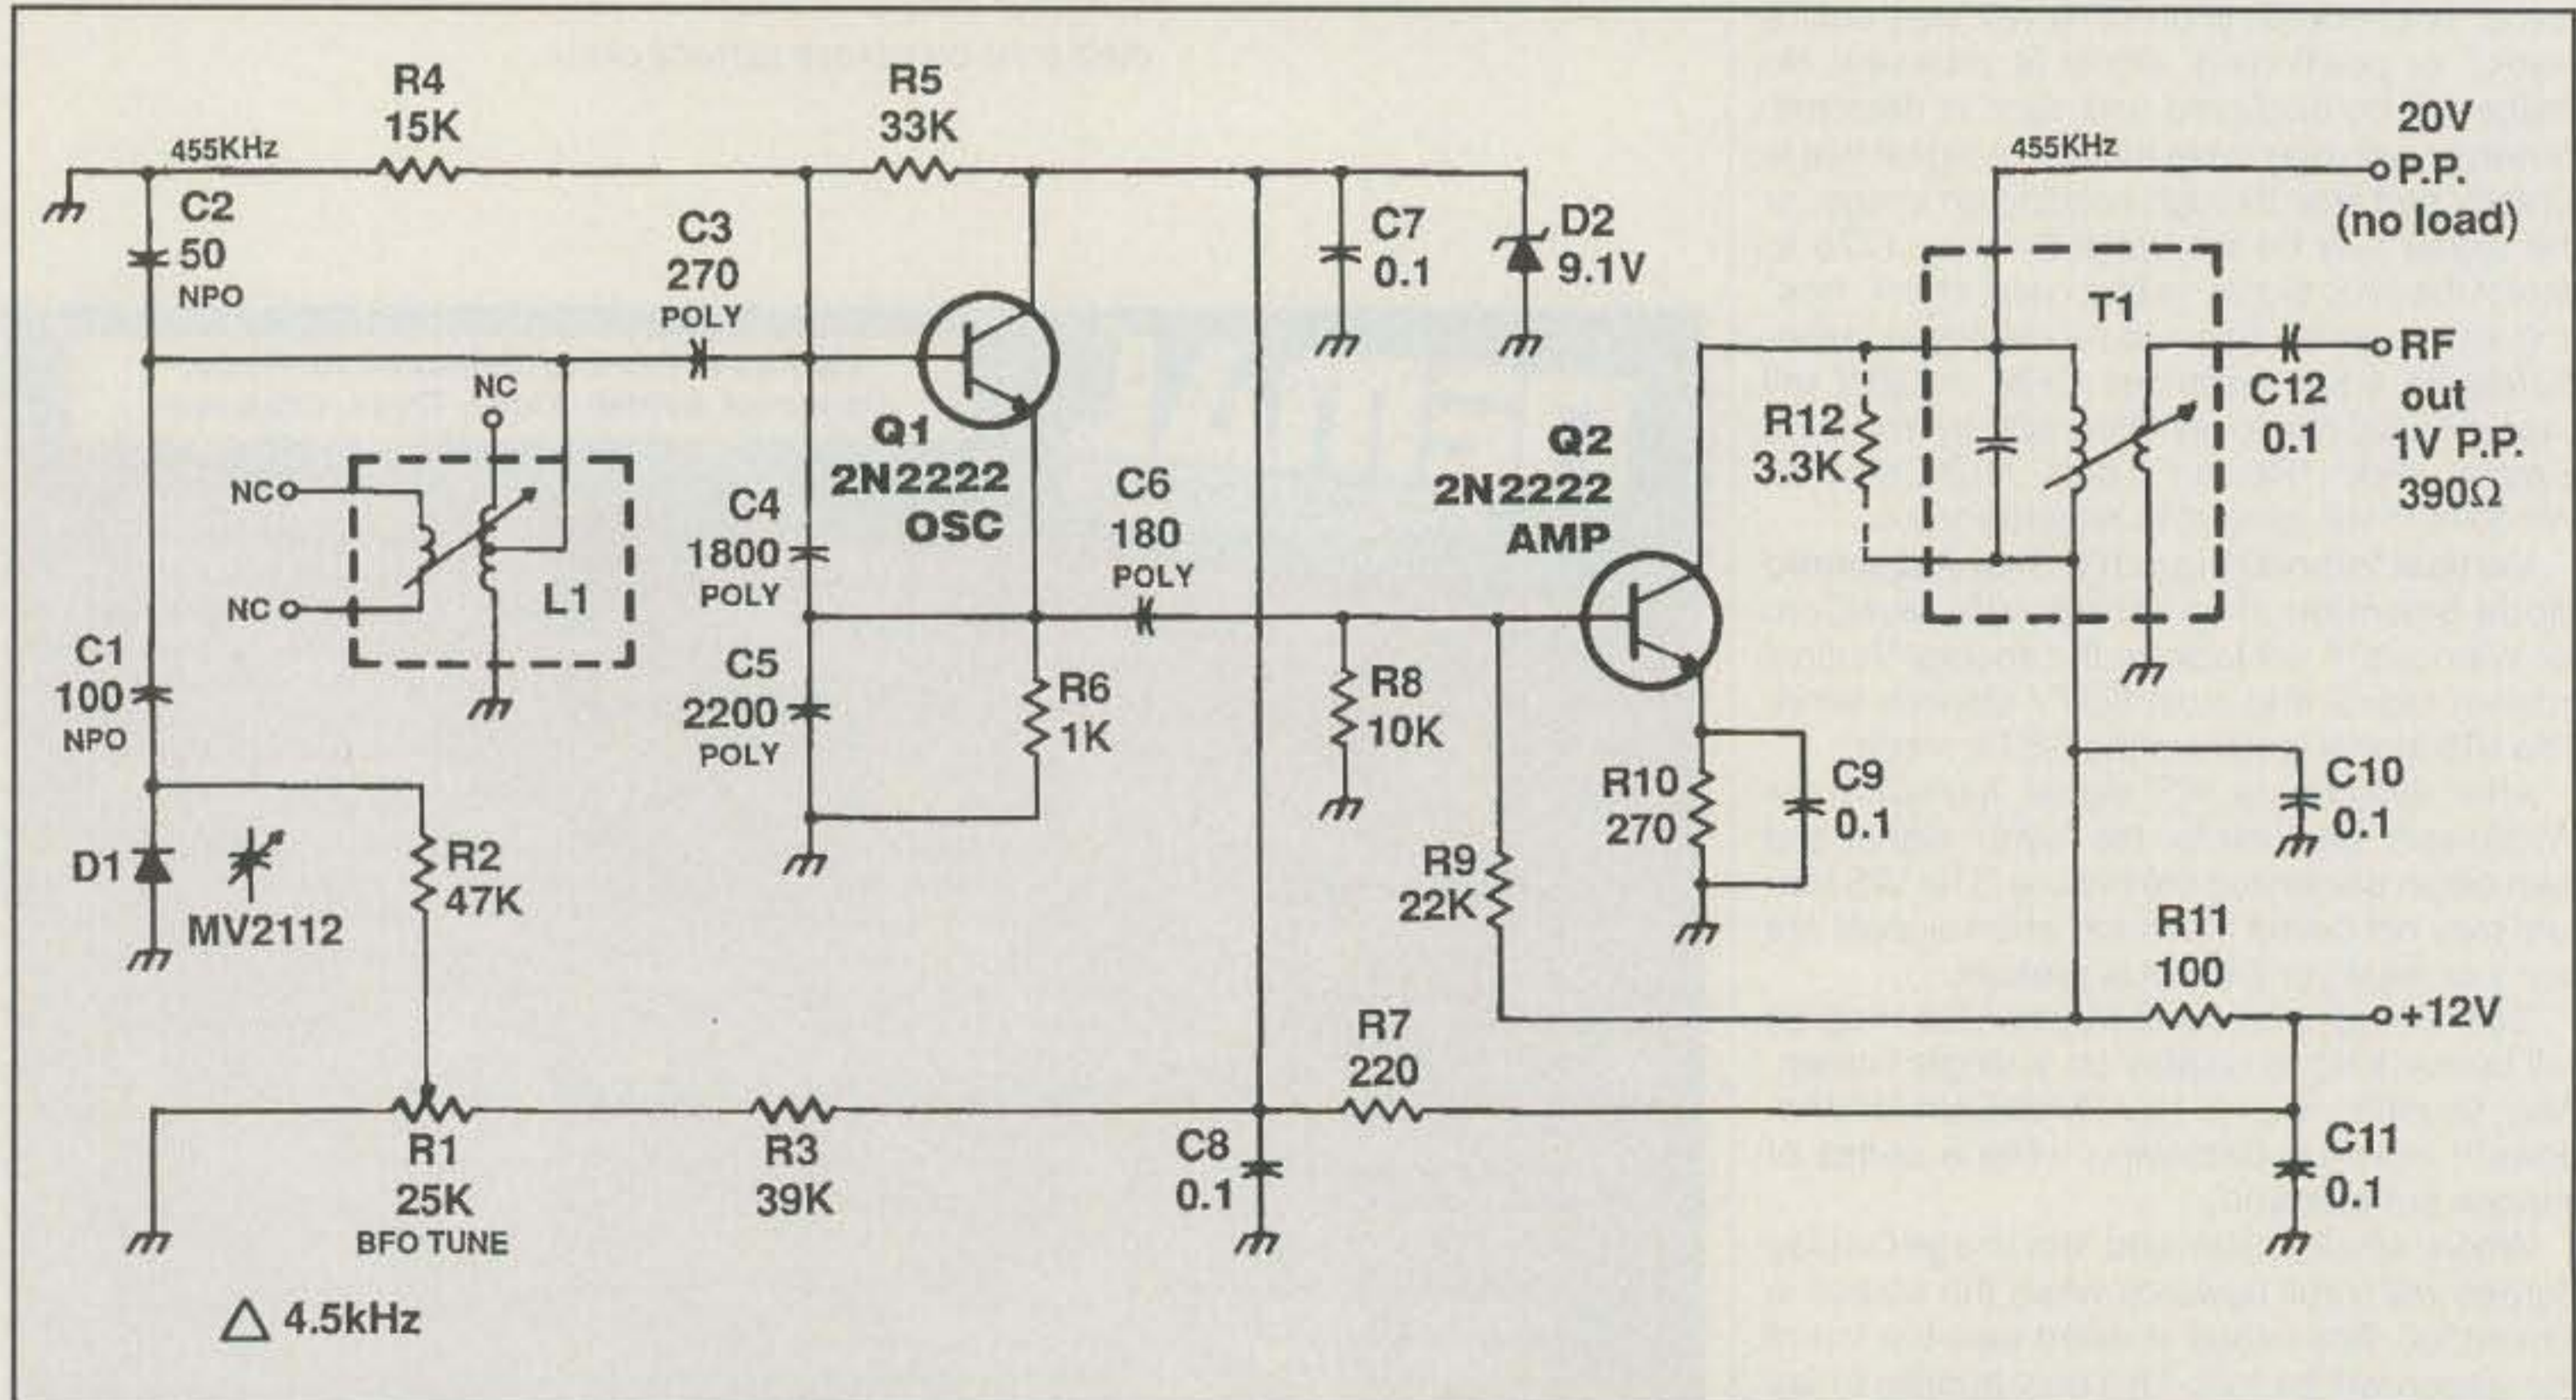 R4
15K
455KHz
C2
50
NPO
R5
33K
C3
270
POLY
C7
0.1
D2
9.1V
455KHz
20V
P.P.
(no load)
T1
RF
out
1V P.P.
390Ω
C12
0.1
NC
NC
NC
L1
Q1
2N2222
OSC
C4
1800
POLY
C6
180
POLY
Q2
2N2222
AMP
R12
3.3K
C1
100
NPO
C5
2200
POLY
R6
1K
R8
10K
R10
270
C9
0.1
C10
0.1
D1
MV2112
R2
47K
R9
22K
R11
100
+12V
R7
220
R1
25K
BFO TUNE
R3
39K
C8
0.1
C11
0.1
△ 4.5kHz